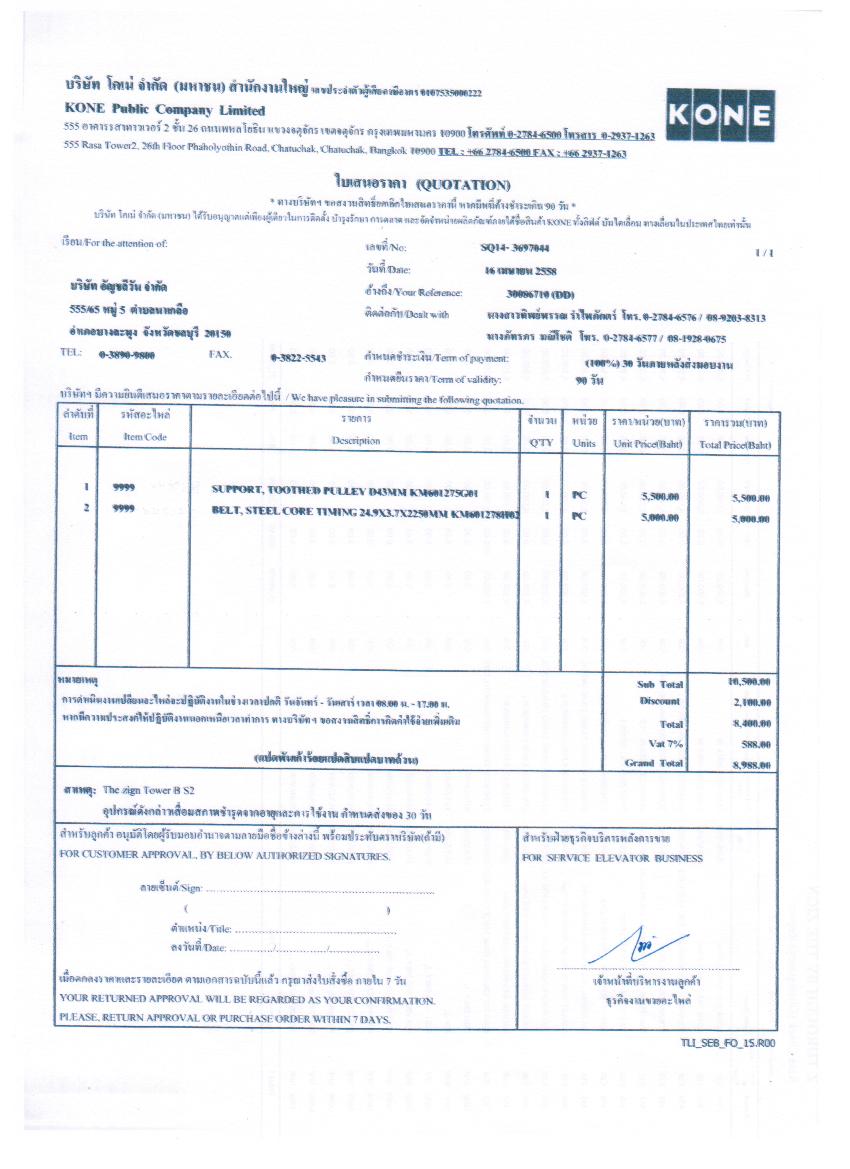 บริษัท โคเน่ จำกัด (มหาชน) สำนักงานใหญ่ เลขประจำตัวผู้เสียภาษีอากร 0107535000222
KONE Public Company Limited
KONE
555 อาคารรสาทาวเวอร์ 2 ชั้น 26 ถนนพหลโยธิน แขวงจตุจักร เขตจตุจักร กรุงเทพมหานคร 10900 โทรศัพท์ 0-2784-6500 โทรสาร 0-2937-1263
555 Rasa Tower2, 26th Floor Phaholyothin Road, Chatuchak, Chatuchak, Bangkok 10900 TEL : +66 2784-6500 FAX : +66 2937-1263
ใบเสนอราคา (QUOTATION)
* ทางบริษัทฯ ขอสงวนสิทธิ์ยกเลิกใบเสนอราคานี้ หากมีหนี้ค้างชำระเกิน 90 วัน *
บริษัท โคเน่ จำกัด (มหาชน) ได้รับอนุญาตแต่เพียงผู้เดียวในการติดตั้ง บำรุงรักษา การตลาด และจัดจำหน่ายผลิตภัณฑ์ภายใต้ชื่อสินค้า KONE ทั้งลิฟต์ บันไดเลื่อน ทางเลื่อนในประเทศไทยเท่านั้น
เรียน/For the attention of:
เลขที่/No: SQ14- 3697044
1 / 1
วันที่/Date: 16 เมษายน 2558
บริษัท อัญชลีวัน จำกัด
อ้างถึง/Your Reference: 30086710 (DD)
555/65 หมู่ 5 ตำบลนาเกลือ
ติดต่อกับ/Dealt with นางสาวทิพย์พรรณ รำไพภักตร์ โทร. 0-2784-6576 / 08-9203-8313
อำเภอบางละมุง จังหวัดชลบุรี 20150
นางภัทรภร มณีโชติ โทร. 0-2784-6577 / 08-1928-0675
TEL: 0-3890-9800 FAX. 0-3822-5543
กำหนดชำระเงิน/Term of payment: (100%) 30 วันภายหลังส่งมอบงาน
กำหนดยืนราคา/Term of validity: 90 วัน
บริษัทฯ มีความยินดีเสนอราคาตามรายละเอียดต่อไปนี้ / We have pleasure in submitting the following quotation.
ลำดับที่ รหัสอะไหล่ รายการ จำนวน หน่วย ราคา/หน่วย(บาท) ราคารวม(บาท)
Item Item Code Description Q'TY Units Unit Price(Baht) Total Price(Baht)
1 9999 SUPPORT, TOOTHED PULLEY D43MM KM601275G01 1 PC 5,500.00 5,500.00
2 9999 BELT, STEEL CORE TIMING 24.9X3.7X2250MM KM601278H02 1 PC 5,000.00 5,000.00
หมายเหตุ
Sub Total 10,500.00
การดำเนินงานเปลี่ยนอะไหล่จะปฏิบัติงานในช่วงเวลาปกติ วันจันทร์ - วันเสาร์ เวลา 08.00 น. - 17.00 น.
Discount 2,100.00
หากมีความประสงค์ให้ปฏิบัติงานนอกเหนือเวลาทำการ ทางบริษัท ฯ ขอสงวนสิทธิ์การคิดค่าใช้จ่ายเพิ่มเติม
Total 8,400.00
Vat 7% 588.00
(แปดพันเก้าร้อยแปดสิบแปดบาทถ้วน)
Grand Total 8,988.00
สาเหตุ: The zign Tower B S2
อุปกรณ์ดังกล่าวเสื่อมสภาพชำรุดจากอายุและการใช้งาน กำหนดส่งของ 30 วัน
สำหรับลูกค้า อนุมัติโดยผู้รับมอบอำนาจตามลายมือชื่อข้างล่างนี้ พร้อมประทับตราบริษัท(ถ้ามี)
FOR CUSTOMER APPROVAL, BY BELOW AUTHORIZED SIGNATURES.
สำหรับฝ่ายธุรกิจบริการหลังการขาย
FOR SERVICE ELEVATOR BUSINESS
ลายเซ็นต์/Sign: ........................................
( )
ตำแหน่ง/Title: ........................................
ลงวันที่/Date: ............/............/............
เมื่อตกลงราคาและรายละเอียด ตามเอกสารฉบับนี้แล้ว กรุณาส่งใบสั่งซื้อ ภายใน 7 วัน
YOUR RETURNED APPROVAL WILL BE REGARDED AS YOUR CONFIRMATION.
PLEASE, RETURN APPROVAL OR PURCHASE ORDER WITHIN 7 DAYS.
เจ้าหน้าที่บริหารงานลูกค้า
ธุรกิจงานขายอะไหล่
TLI_SEB_FO_15.R00